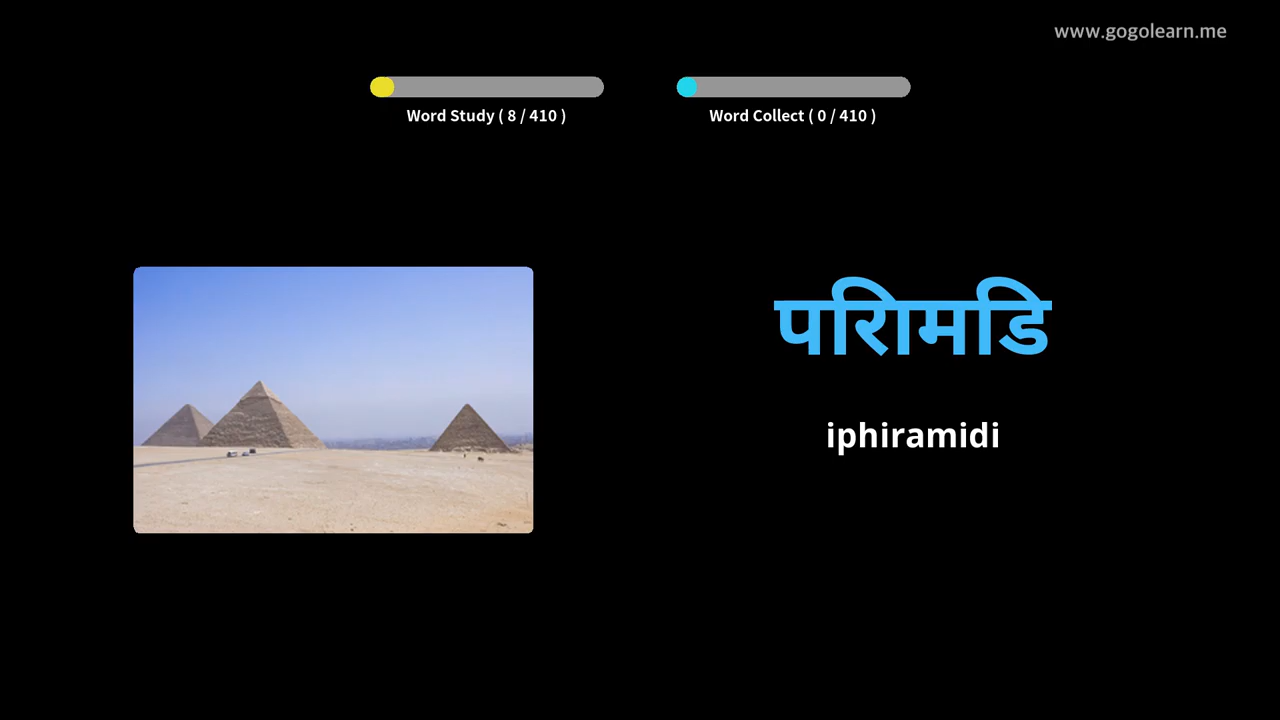 www.gogolearn.me
Word Study ( 8 / 410 )
Word Collect ( 0 / 410 )
परिामडि
iphiramidi